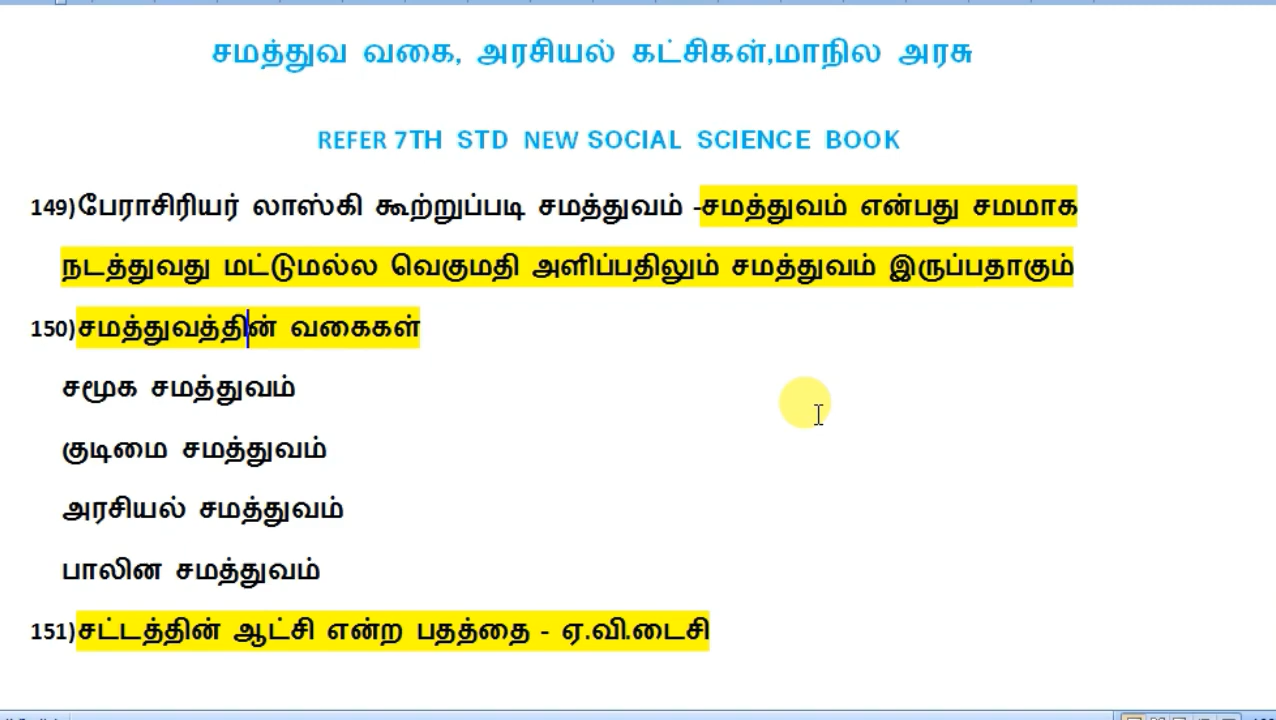 சமத்துவ வகை, அரசியல் கட்சிகள்,மாநில அரசு
REFER 7TH STD NEW SOCIAL SCIENCE BOOK
149)பேராசிரியர் லாஸ்கி கூற்றுப்படி சமத்துவம் -சமத்துவம் என்பது சமமாக
நடத்துவது மட்டுமல்ல வெகுமதி அளிப்பதிலும் சமத்துவம் இருப்பதாகும்
150)சமத்துவத்தின் வகைகள்
சமூக சமத்துவம்
குடிமை சமத்துவம்
அரசியல் சமத்துவம்
பாலின சமத்துவம்
151)சட்டத்தின் ஆட்சி என்ற பதத்தை - ஏ.வி.டைசி